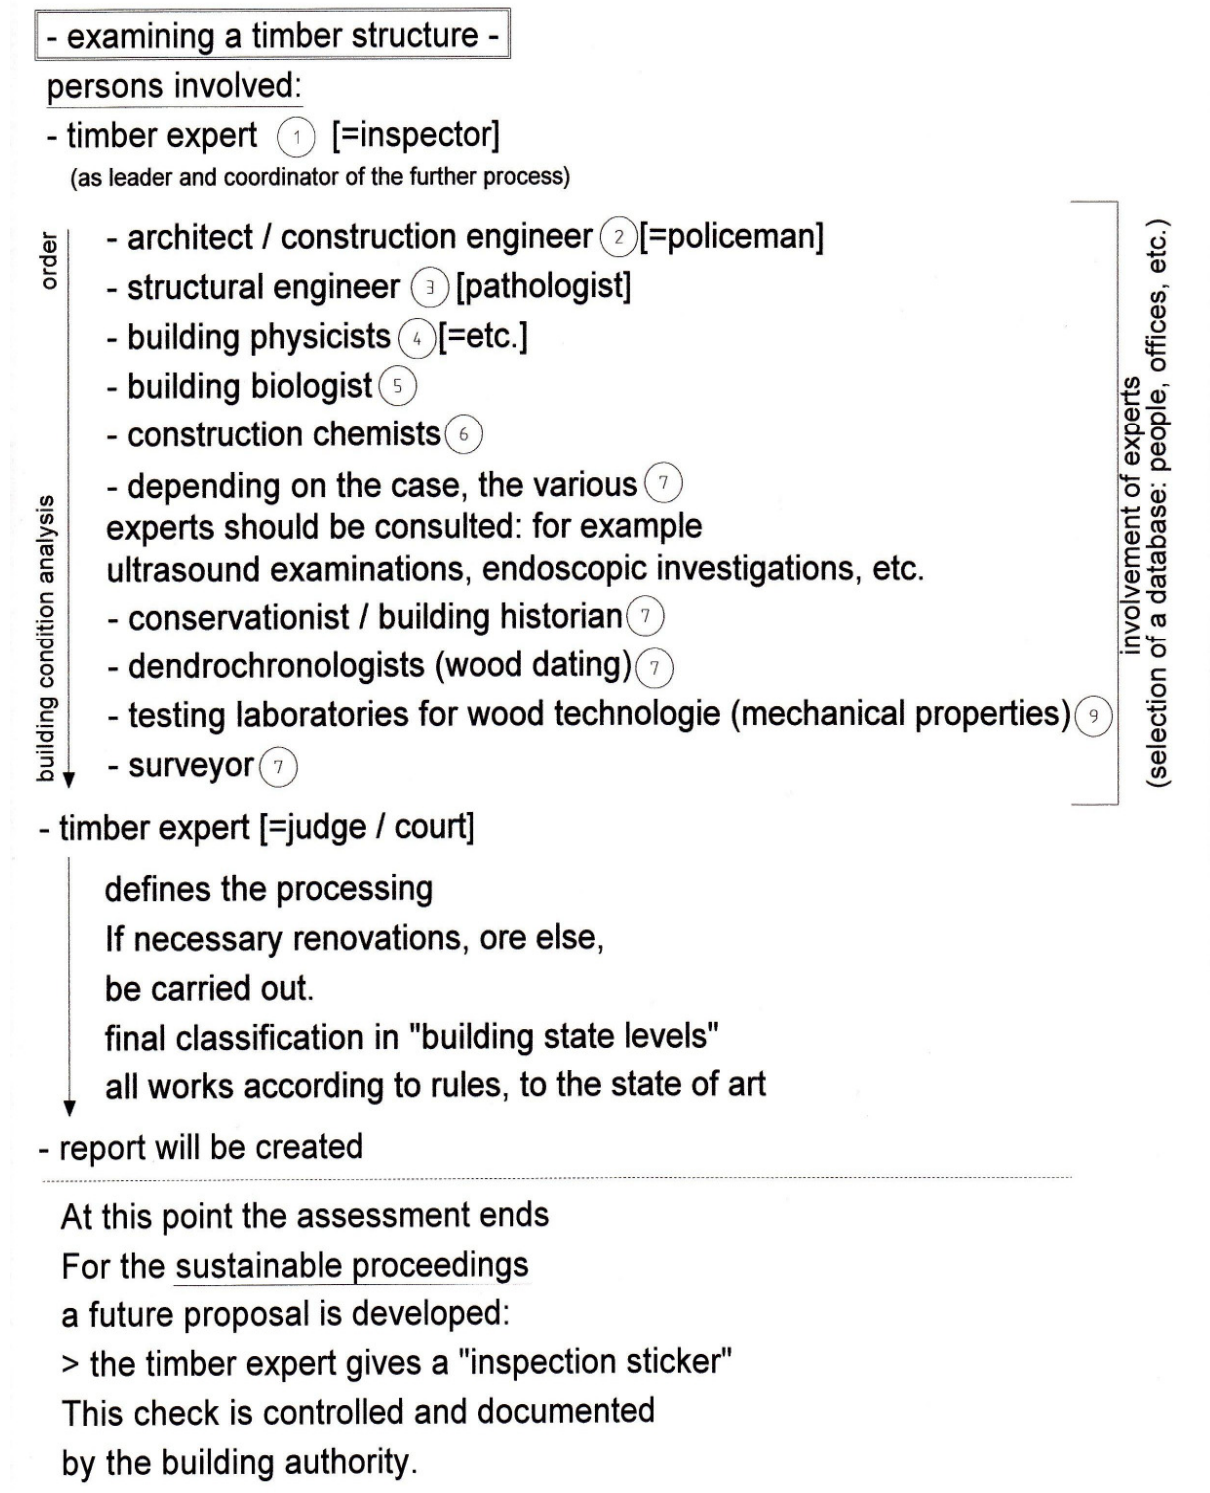 - examining a timber structure -
persons involved:
- timber expert 1 [=inspector]
(as leader and coordinator of the further process)
order
- architect / construction engineer 2 [=policeman]
- structural engineer 3 [pathologist]
- building physicists 4 [=etc.]
- building biologist 5
- construction chemists 6
- depending on the case, the various 7
experts should be consulted: for example
ultrasound examinations, endoscopic investigations, etc.
- conservationist / building historian 7
- dendrochronologists (wood dating) 7
- testing laboratories for wood technologie (mechanical properties) 9
- surveyor 7
building condition analysis
involvement of experts
(selection of a database: people, offices, etc.)
- timber expert [=judge / court]
defines the processing
If necessary renovations, ore else,
be carried out.
final classification in "building state levels"
all works according to rules, to the state of art
- report will be created
At this point the assessment ends
For the sustainable proceedings
a future proposal is developed:
> the timber expert gives a "inspection sticker"
This check is controlled and documented
by the building authority.